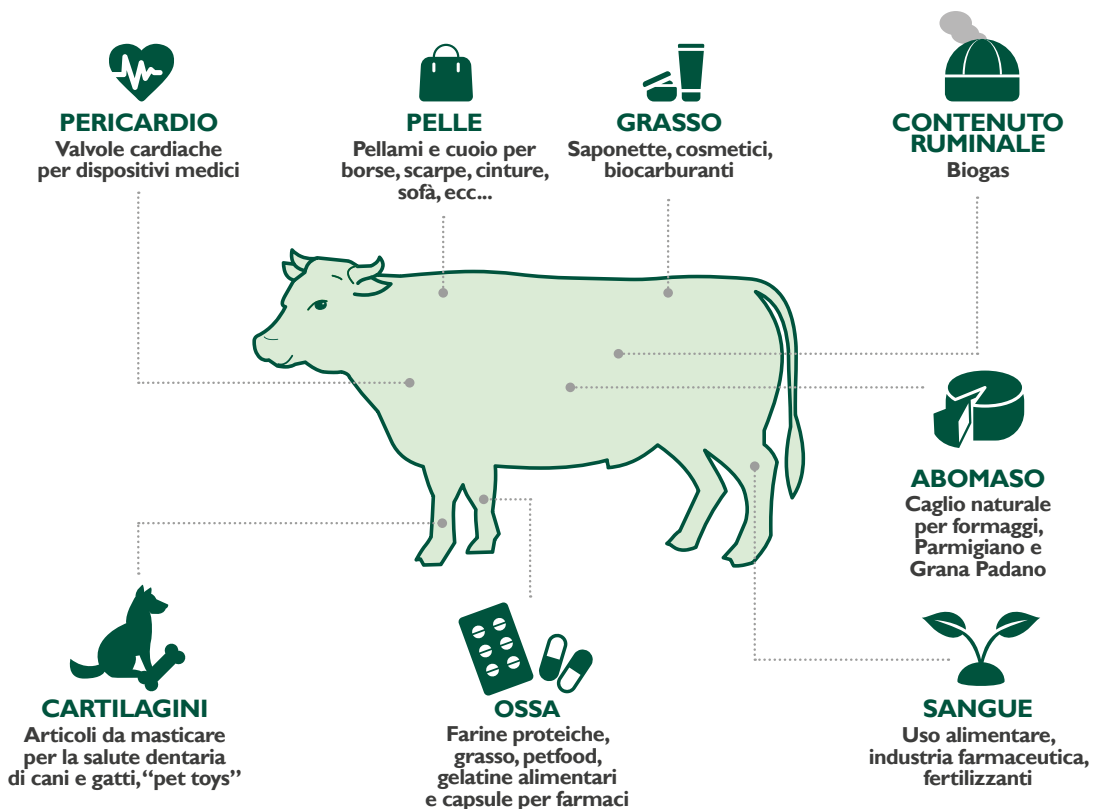 PERICARDIO
Valvole cardiache
per dispositivi medici
PELLE
Pellami e cuoio per
borse, scarpe, cinture,
sofà, ecc...
GRASSO
Saponette, cosmetici,
biocarburanti
CONTENUTO
RUMINALE
Biogas
ABOMASO
Caglio naturale
per formaggi,
Parmigiano e
Grana Padano
CARTILAGINI
Articoli da masticare
per la salute dentaria
di cani e gatti, “pet toys”
OSSA
Farine proteiche,
grasso, petfood,
gelatine alimentari
e capsule per farmaci
SANGUE
Uso alimentare,
industria farmaceutica,
fertilizzanti